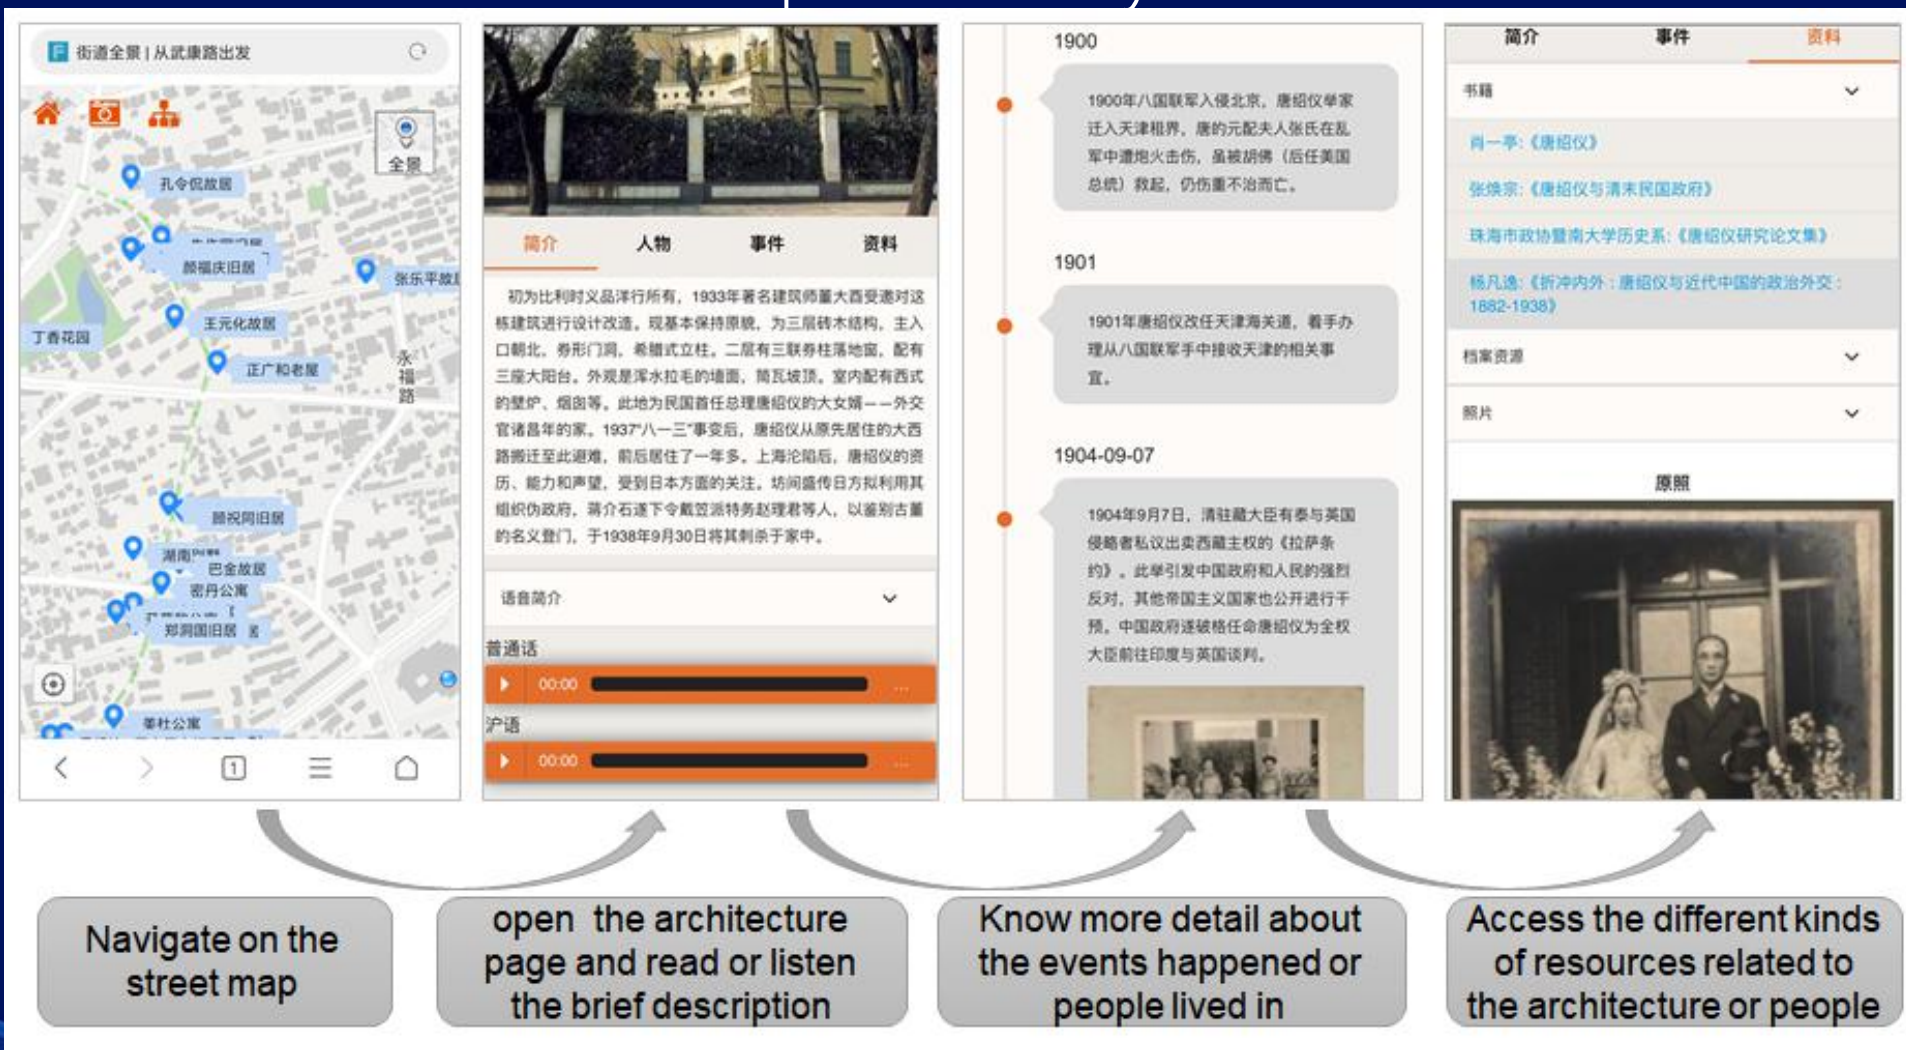 街道全景 | 从武康路出发
全景
孔令侃故居
颜福庆旧居
张乐平故居
王元化故居
丁香花园
正广和老屋
永福路
顾祝同旧居
湖南
巴金故居
密丹公寓
郑洞国旧居
美杜公寓
1
简介 人物 事件 资料
初为比利时义品洋行所有，1933年著名建筑师董大酉受邀对这
栋建筑进行设计改造。现基本保持原貌，为三层砖木结构，主入
口朝北，券形门洞，希腊式立柱。二层有三联券柱落地窗，配有
三座大阳台。外观是浑水拉毛的墙面，筒瓦坡顶。室内配有西式
的壁炉、烟囱等。此地为民国首任总理唐绍仪的大女婿——外交
官诸昌年的家。1937“八一三”事变后，唐绍仪从原先居住的大西
路搬迁至此避难，前后居住了一年多。上海沦陷后，唐绍仪的资
历、能力和声望，受到日本方面的关注。坊间盛传日方拟利用其
组织伪政府，蒋介石遂下令戴笠派特务赵理君等人，以鉴别古董
的名义登门，于1938年9月30日将其刺杀于家中。
语音简介
普通话
00:00 ...
沪语
00:00 ...
1900
1900年八国联军入侵北京，唐绍仪举家
迁入天津租界，唐的元配夫人张氏在乱
军中遭炮火击伤，虽被胡佛（后任美国
总统）救起，仍伤重不治而亡。
1901
1901年唐绍仪改任天津海关道，着手办
理从八国联军手中接收天津的相关事
宜。
1904-09-07
1904年9月7日，清驻藏大臣有泰与英国
侵略者私议出卖西藏主权的《拉萨条
约》。此举引发中国政府和人民的强烈
反对，其他帝国主义国家也公开进行干
预。中国政府遂破格任命唐绍仪为全权
大臣前往印度与英国谈判。
简介 事件 资料
书籍
肖一亭:《唐绍仪》
张焕宗:《唐绍仪与清末民国政府》
珠海市政协暨南大学历史系:《唐绍仪研究论文集》
杨凡逸:《折冲内外：唐绍仪与近代中国的政治外交：
1882-1938》
档案资源
照片
原照
Navigate on the
street map
open the architecture
page and read or listen
the brief description
Know more detail about
the events happened or
people lived in
Access the different kinds
of resources related to
the architecture or people